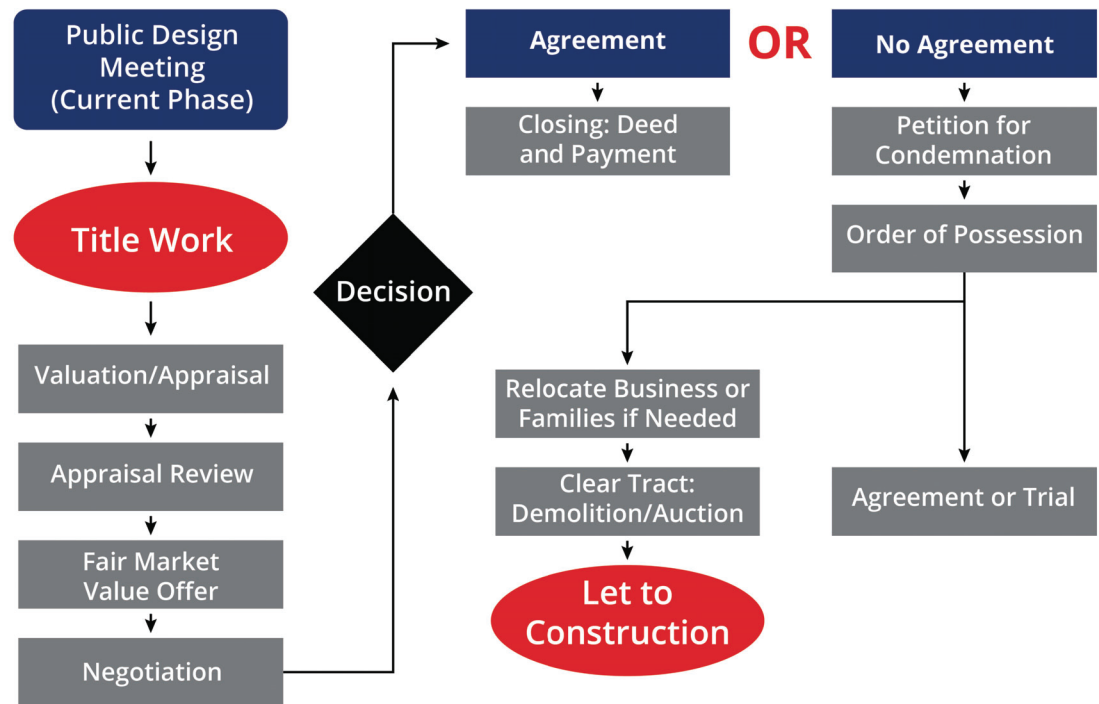 Public Design
Meeting
(Current Phase)
Title Work
Valuation/Appraisal
Appraisal Review
Fair Market
Value Offer
Negotiation
Decision
Agreement
OR
No Agreement
Closing: Deed
and Payment
Petition for
Condemnation
Order of Possession
Relocate Business or
Families if Needed
Clear Tract:
Demolition/Auction
Let to
Construction
Agreement or Trial